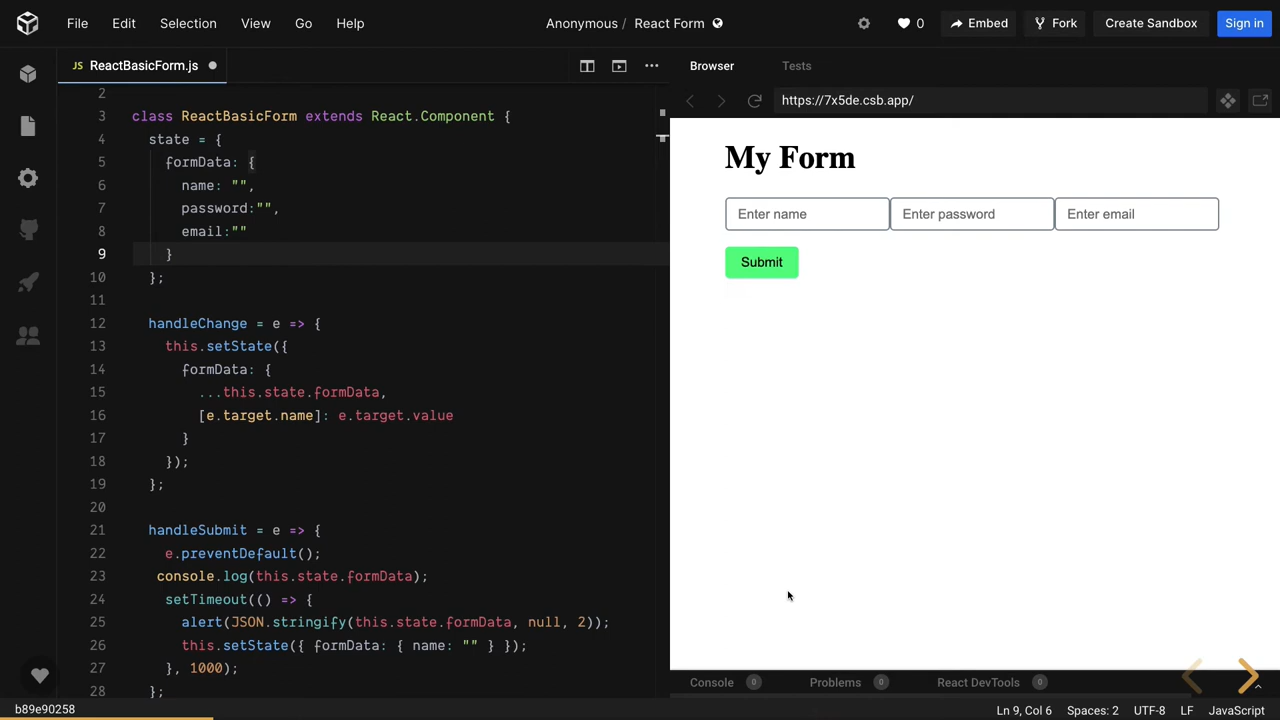 File Edit Selection View Go Help
Anonymous / React Form
0 Embed Fork Create Sandbox Sign in
JS ReactBasicForm.js
Browser Tests
https://7x5de.csb.app/
2
3 class ReactBasicForm extends React.Component {
4 state = {
5 formData: {
6 name: "",
7 password:"",
8 email:""
9 }
10 };
11
12 handleChange = e => {
13 this.setState({
14 formData: {
15 ...this.state.formData,
16 [e.target.name]: e.target.value
17 }
18 });
19 };
20
21 handleSubmit = e => {
22 e.preventDefault();
23 console.log(this.state.formData);
24 setTimeout(() => {
25 alert(JSON.stringify(this.state.formData, null, 2));
26 this.setState({ formData: { name: "" } });
27 }, 1000);
28 };
My Form
Enter name Enter password Enter email
Submit
Console 0 Problems 0 React DevTools 0
b89e90258
Ln 9, Col 6 Spaces: 2 UTF-8 LF JavaScript